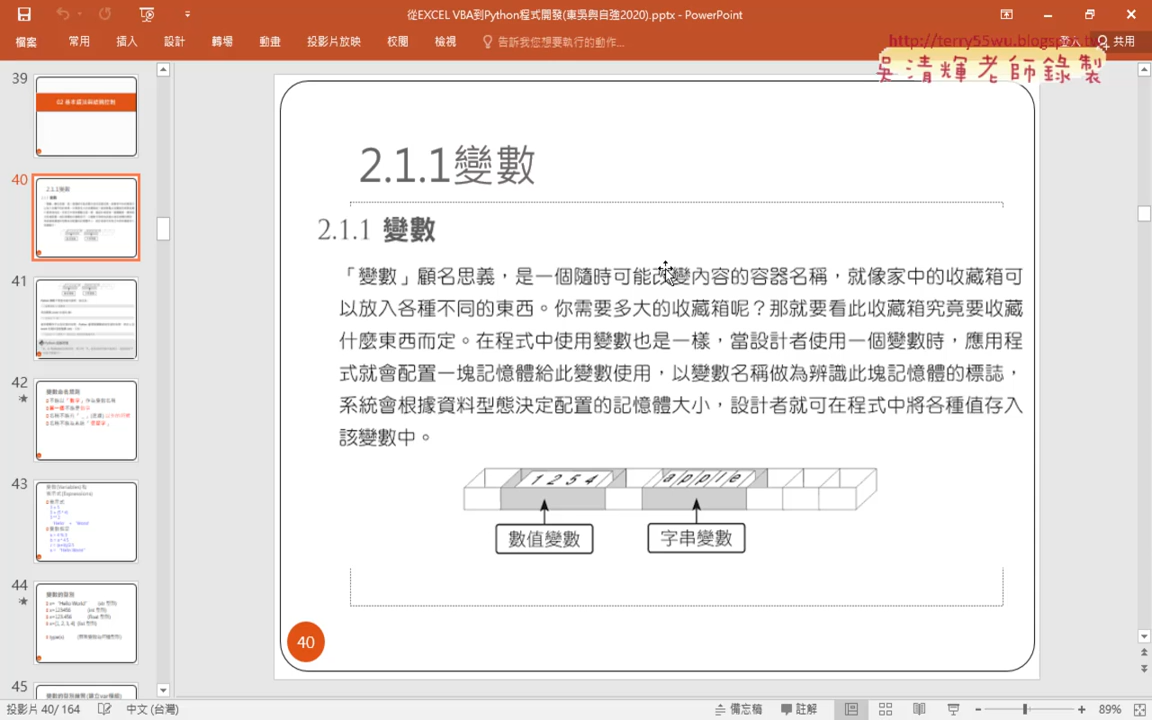 從EXCEL VBA到Python程式開發(東吳與自強2020).pptx - PowerPoint
檔案 常用 插入 設計 轉場 動畫 投影片放映 校閱 檢視 告訴我您想要執行的動作... 登入 共用
http://terry55wu.blogspot.tw
吳清輝老師錄製
39
02 基本語法與結構控制
40
41
42
43
44
45
2.1.1變數
2.1.1 變數
「變數」顧名思義，是一個隨時可能改變內容的容器名稱，就像家中的收藏箱可
以放入各種不同的東西。你需要多大的收藏箱呢？那就要看此收藏箱究竟要收藏
什麼東西而定。在程式中使用變數也是一樣，當設計者使用一個變數時，應用程
式就會配置一塊記憶體給此變數使用，以變數名稱做為辨識此塊記憶體的標誌，
系統會根據資料型態決定配置的記憶體大小，設計者就可在程式中將各種值存入
該變數中。
1 2 5 4 a p p l e
數值變數 字串變數
40
投影片 40/ 164 中文 (台灣) 備忘稿 註解 89%